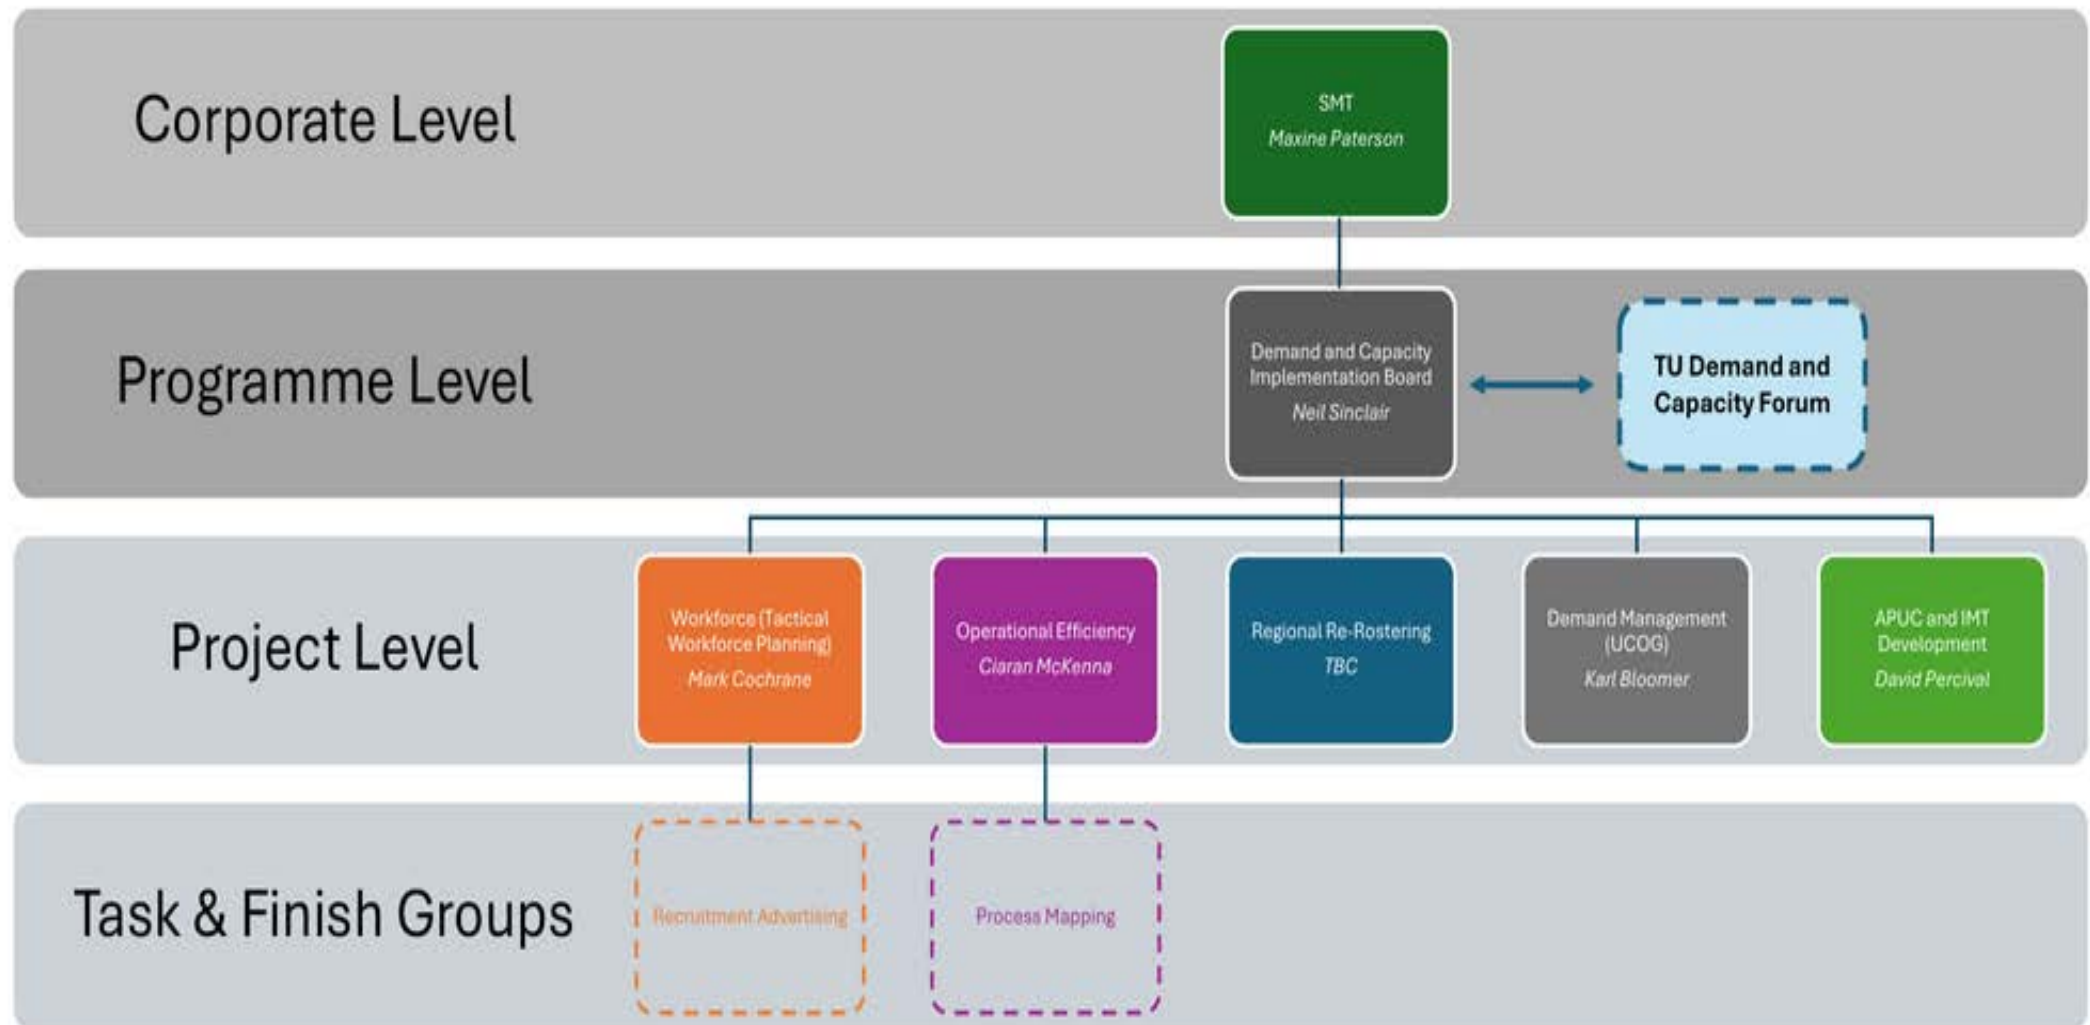 Corporate Level
SMT
Maxine Paterson
Programme Level
Demand and Capacity
Implementation Board
Neil Sinclair
TU Demand and
Capacity Forum
Project Level
Workforce (Tactical
Workforce Planning)
Mark Cochrane
Operational Efficiency
Ciaran McKenna
Regional Re-Rostering
TBC
Demand Management
(UCOG)
Karl Bloomer
APUC and IMT
Development
David Percival
Task & Finish Groups
Recruitment Advertising
Process Mapping